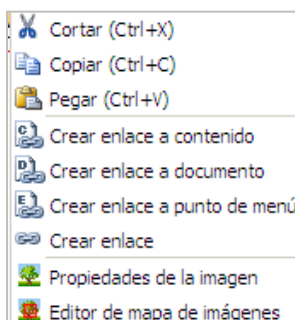 Cortar (Ctrl+X)
Copiar (Ctrl+C)
Pegar (Ctrl+V)
Crear enlace a contenido
Crear enlace a documento
Crear enlace a punto de menú
Crear enlace
Propiedades de la imagen
Editor de mapa de imágenes